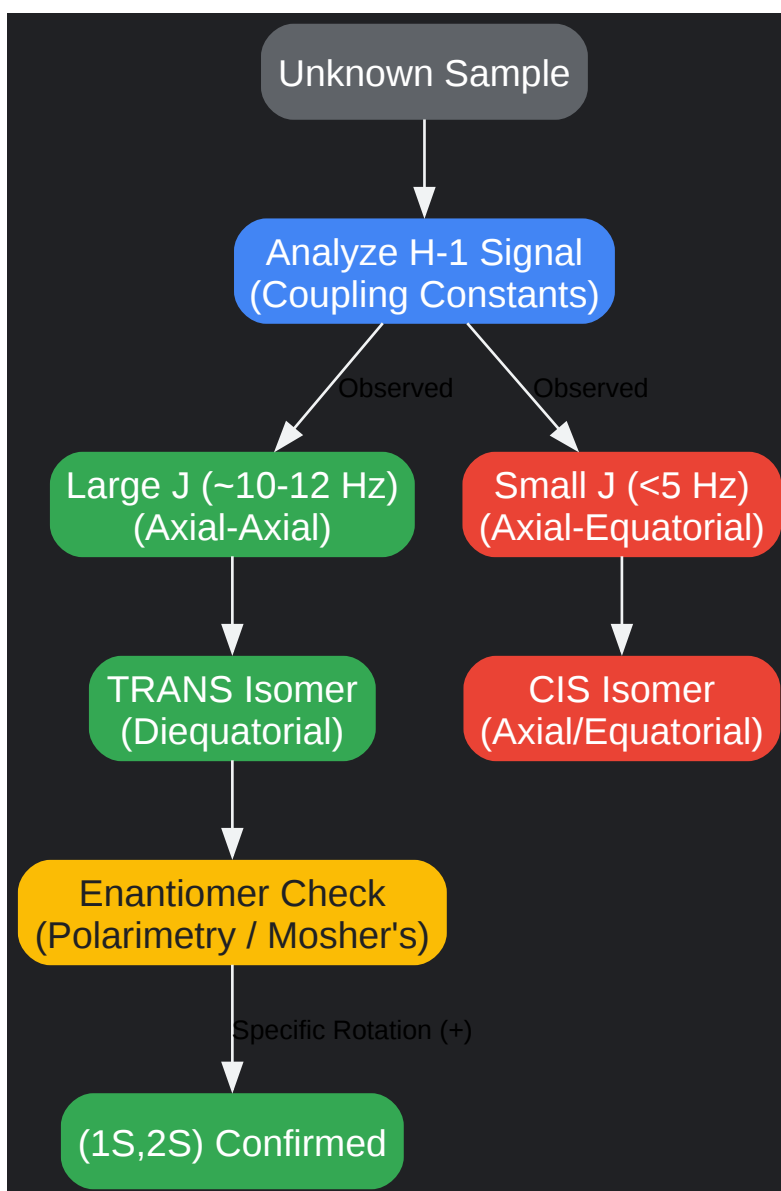 Unknown Sample
Analyze H-1 Signal
(Coupling Constants)
Observed
Observed
Large J (~10-12 Hz)
(Axial-Axial)
Small J (<5 Hz)
(Axial-Equatorial)
TRANS Isomer
(Diequatorial)
CIS Isomer
(Axial/Equatorial)
Enantiomer Check
(Polarimetry / Mosher's)
Specific Rotation (+)
(1S,2S) Confirmed